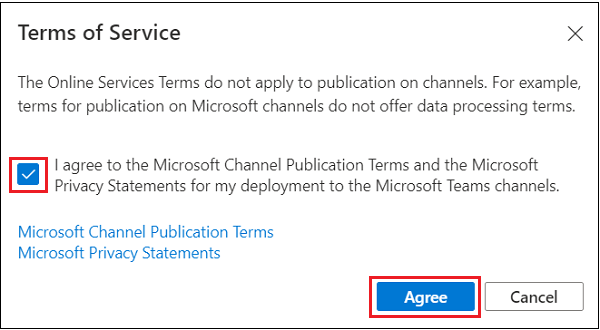 Terms of Service
The Online Services Terms do not apply to publication on channels. For example,
terms for publication on Microsoft channels do not offer data processing terms.
I agree to the Microsoft Channel Publication Terms and the Microsoft
Privacy Statements for my deployment to the Microsoft Teams channels.
Microsoft Channel Publication Terms
Microsoft Privacy Statements
Agree
Cancel